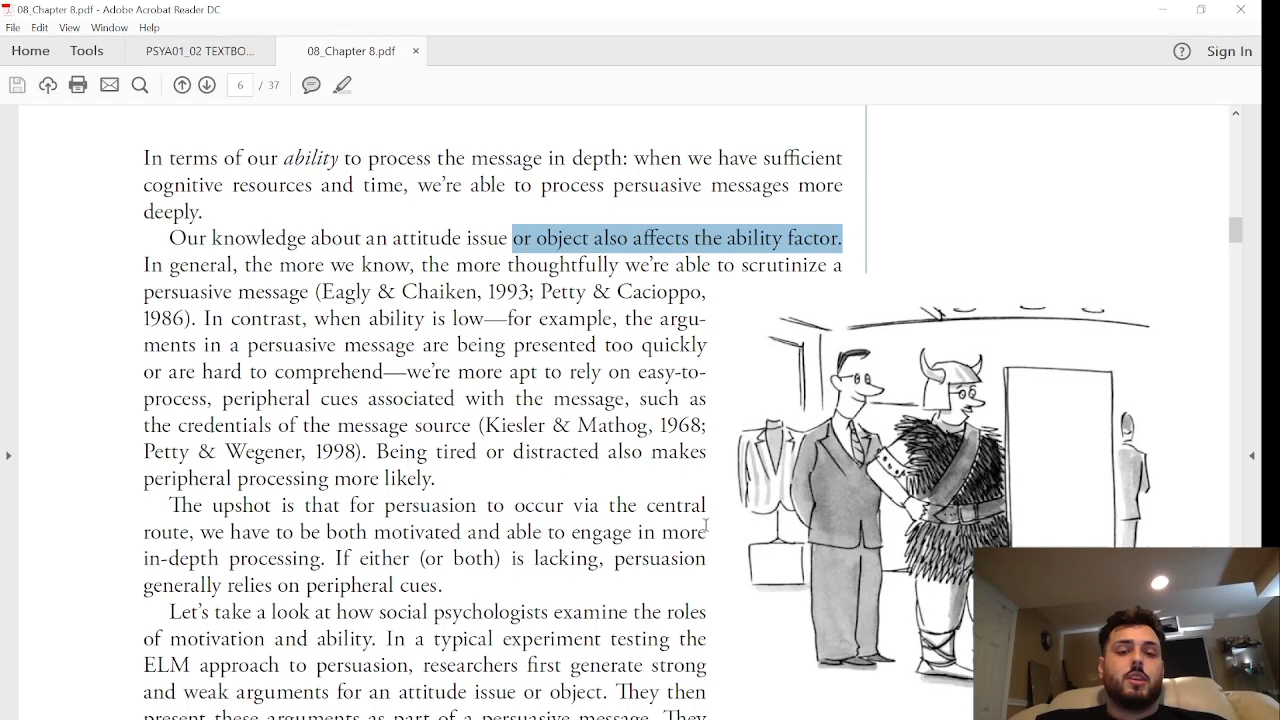 08_Chapter 8.pdf - Adobe Acrobat Reader DC
File Edit View Window Help
Home Tools PSYA01_02 TEXTBO... 08_Chapter 8.pdf × ? Sign In
6 / 37
In terms of our ability to process the message in depth: when we have sufficient
cognitive resources and time, we’re able to process persuasive messages more
deeply.
Our knowledge about an attitude issue or object also affects the ability factor.
In general, the more we know, the more thoughtfully we’re able to scrutinize a
persuasive message (Eagly & Chaiken, 1993; Petty & Cacioppo,
1986). In contrast, when ability is low—for example, the argu-
ments in a persuasive message are being presented too quickly
or are hard to comprehend—we’re more apt to rely on easy-to-
process, peripheral cues associated with the message, such as
the credentials of the message source (Kiesler & Mathog, 1968;
Petty & Wegener, 1998). Being tired or distracted also makes
peripheral processing more likely.
The upshot is that for persuasion to occur via the central
route, we have to be both motivated and able to engage in more
in-depth processing. If either (or both) is lacking, persuasion
generally relies on peripheral cues.
Let’s take a look at how social psychologists examine the roles
of motivation and ability. In a typical experiment testing the
ELM approach to persuasion, researchers first generate strong
and weak arguments for an attitude issue or object. They then
present these arguments as part of a persuasive message. They